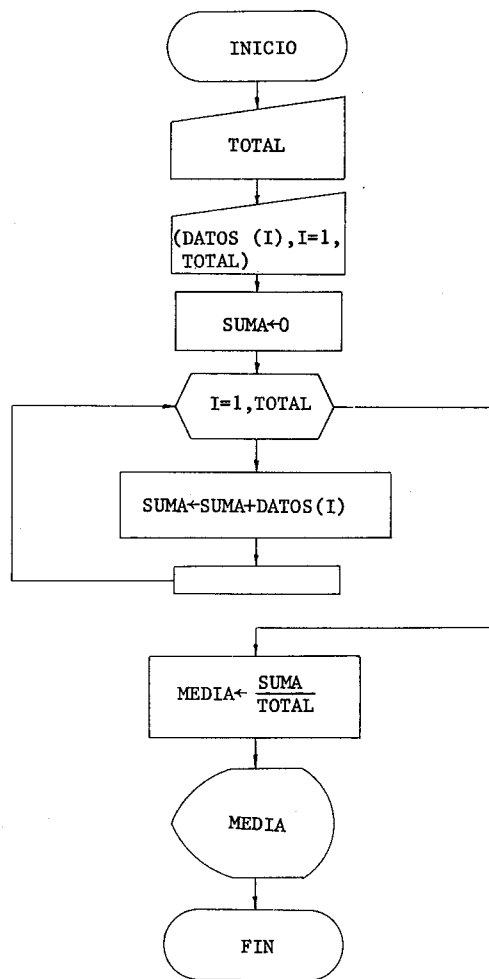 INICIO
TOTAL
(DATOS (I),I=1,
TOTAL)
SUMA←0
I=1,TOTAL
SUMA←SUMA+DATOS(I)
MEDIA← SUMA
TOTAL
MEDIA
FIN